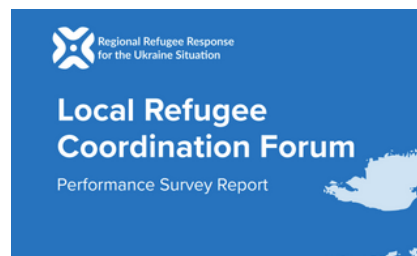 Regional Refugee Response
for the Ukraine Situation
Local Refugee
Coordination Forum
Performance Survey Report